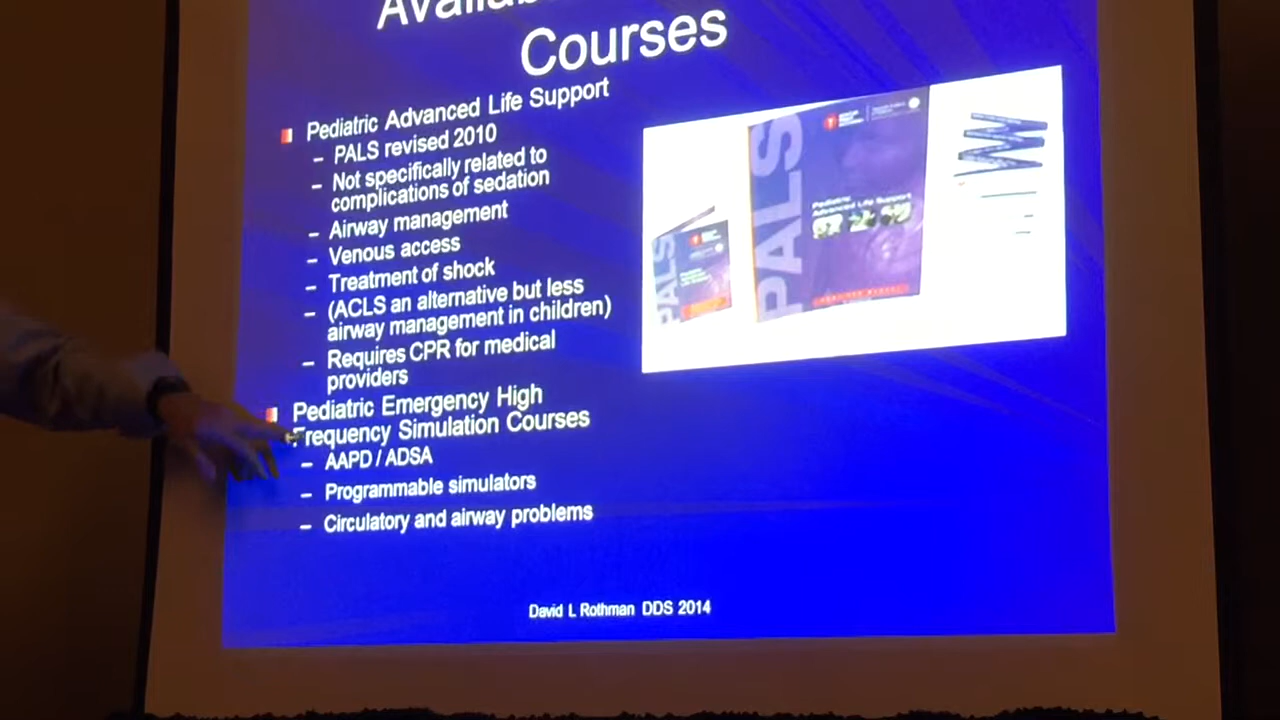 Courses
Pediatric Advanced Life Support
– PALS revised 2010
– Not specifically related to
complications of sedation
– Airway management
– Venous access
– Treatment of shock
– (ACLS an alternative but less
airway management in children)
– Requires CPR for medical
providers
Pediatric Emergency High
Frequency Simulation Courses
– AAPD / ADSA
– Programmable simulators
– Circulatory and airway problems
PALS
PALS
Pediatric
Advanced Life Support
David L Rothman DDS 2014